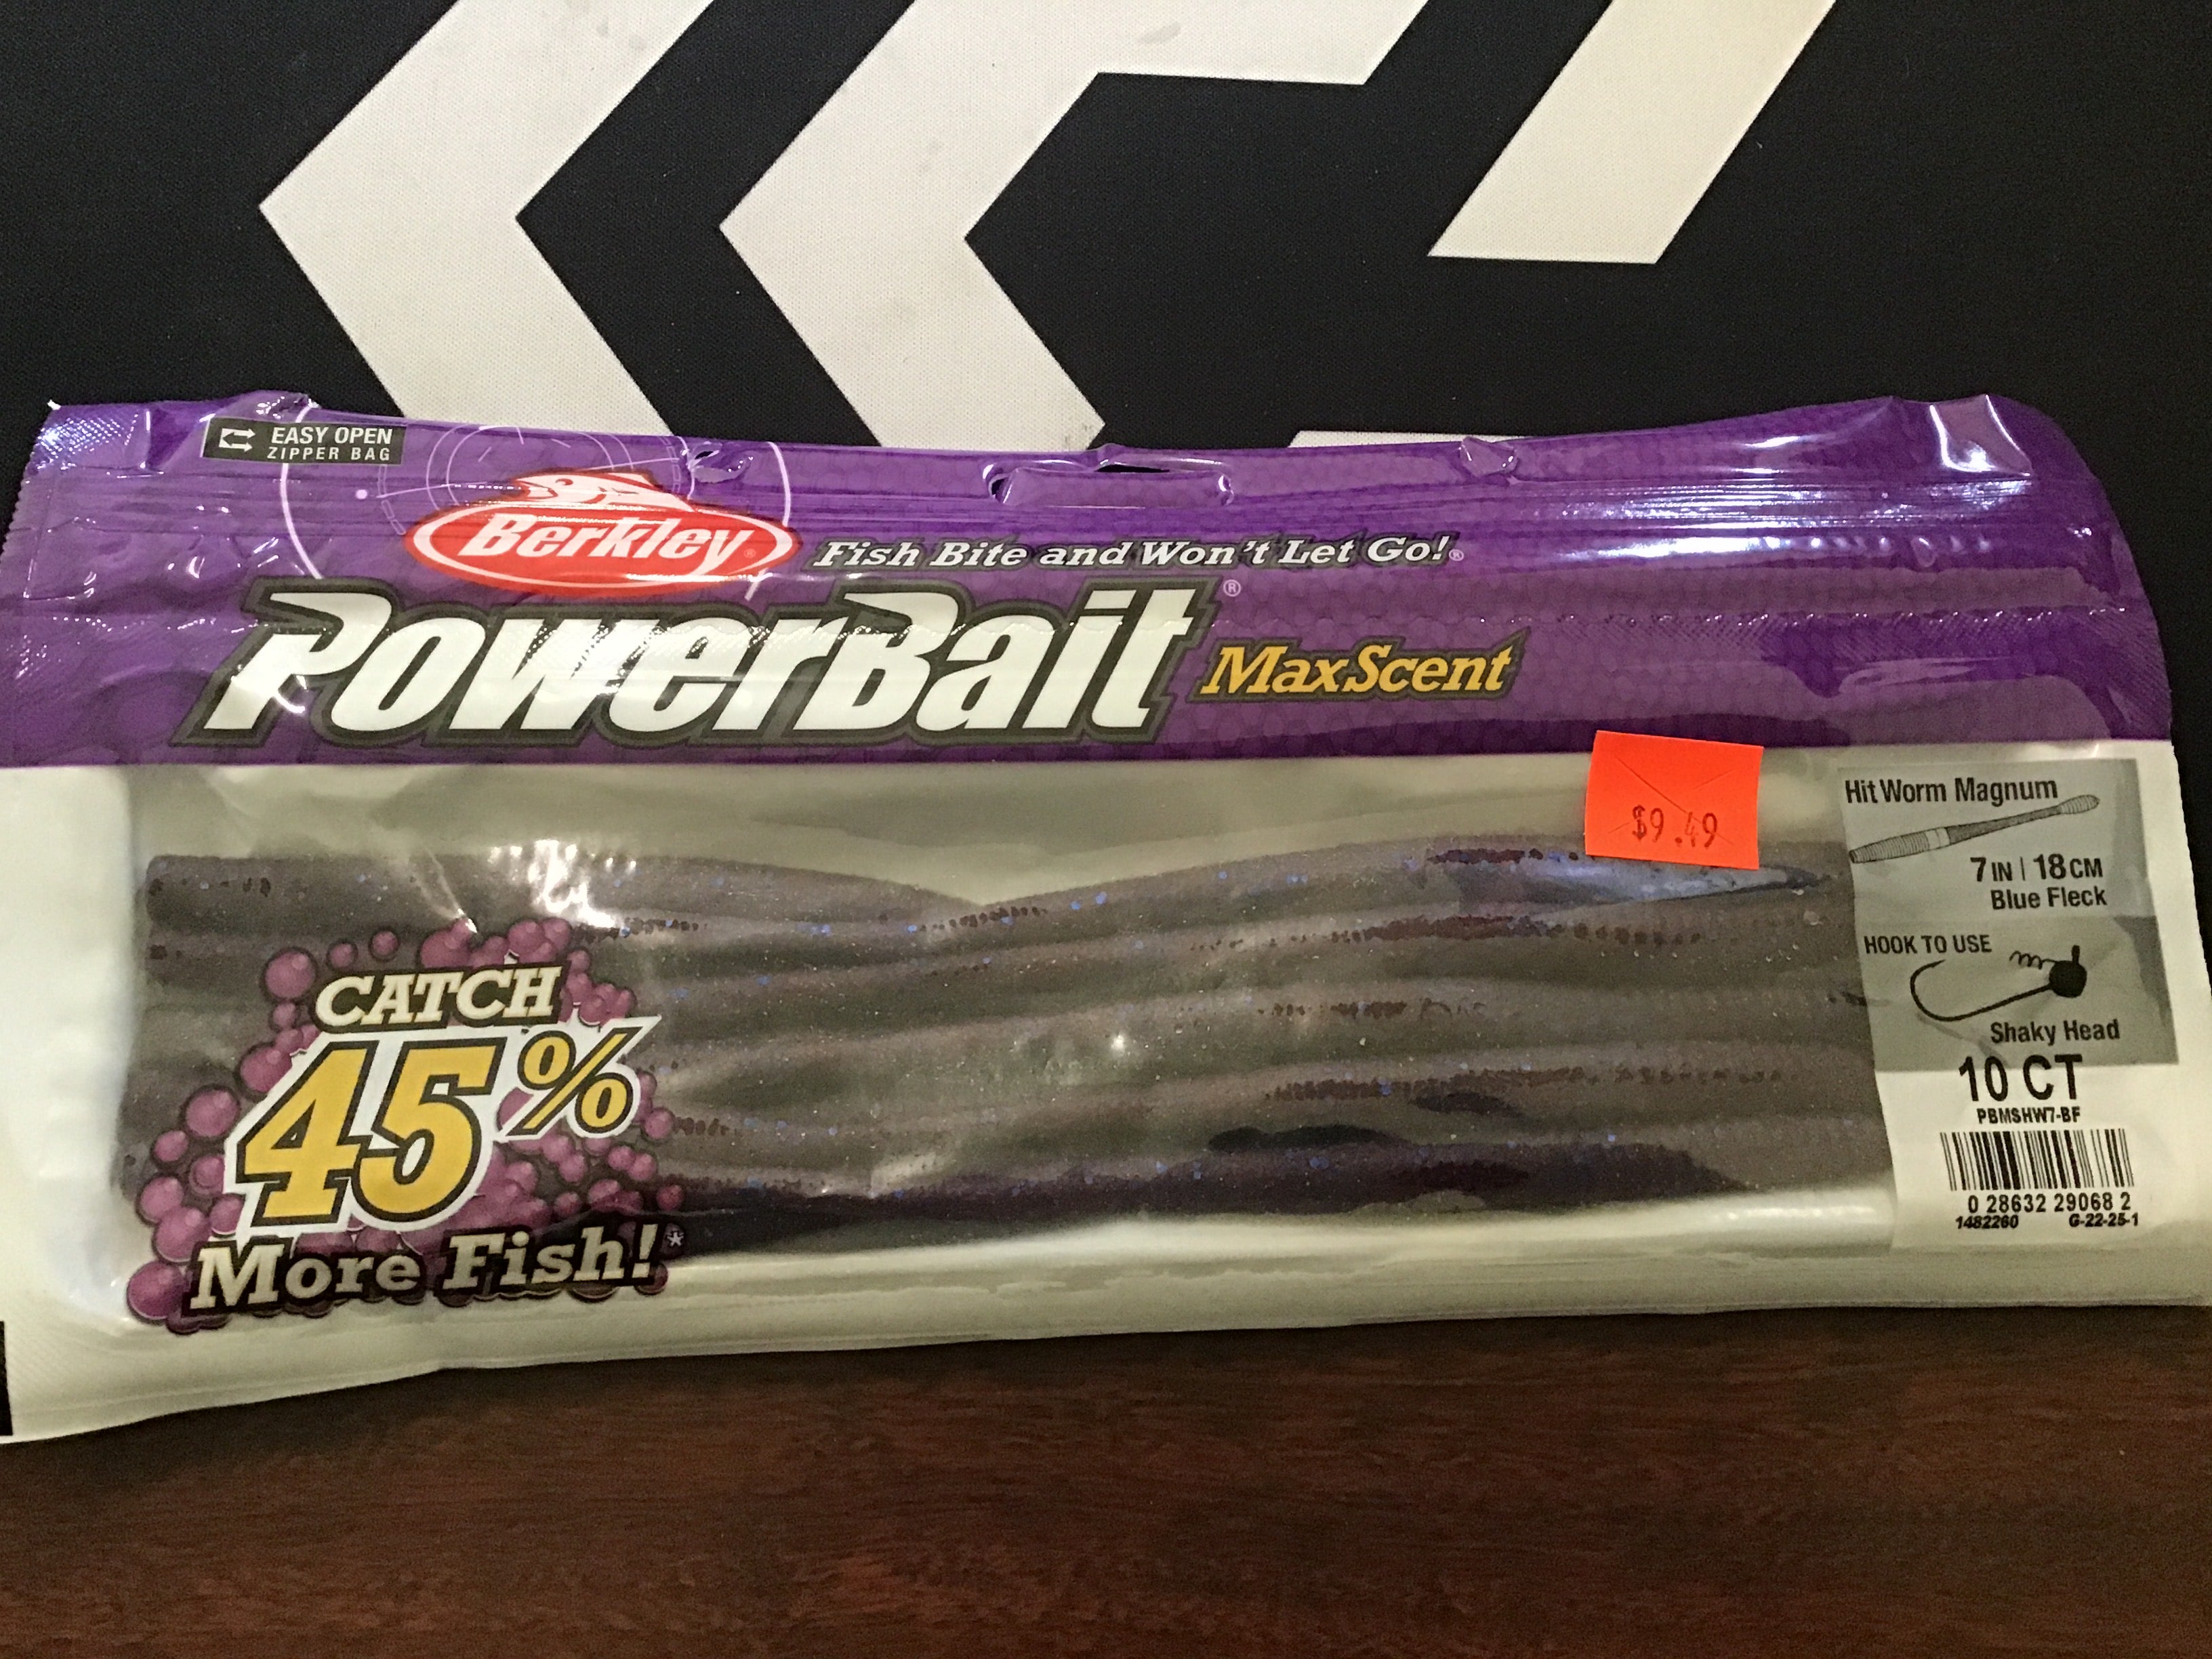 EASY OPEN
ZIPPER BAG
Berkley®
Fish Bite and Won't Let Go!®
PowerBait®
MaxScent
$9.49
Hit Worm Magnum
7 IN | 18 CM
Blue Fleck
HOOK TO USE
Shaky Head
10 CT
PBMSHW7-BF
0 28632 29068 2
1482260 G-22-25-1
CATCH
45%
More Fish!*